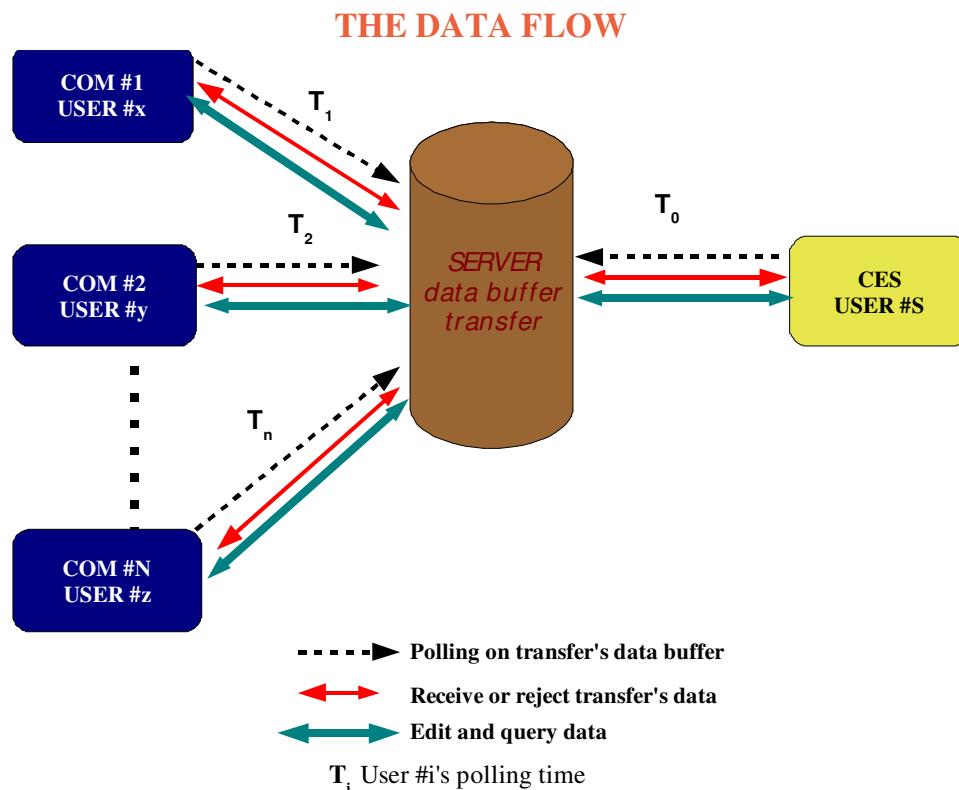 THE DATA FLOW
COM #1
USER #x
T1
COM #2
USER #y
T2
SERVER
data buffer
transfer
T0
CES
USER #S
Tn
COM #N
USER #z
Polling on transfer's data buffer
Receive or reject transfer's data
Edit and query data
Ti User #i's polling time